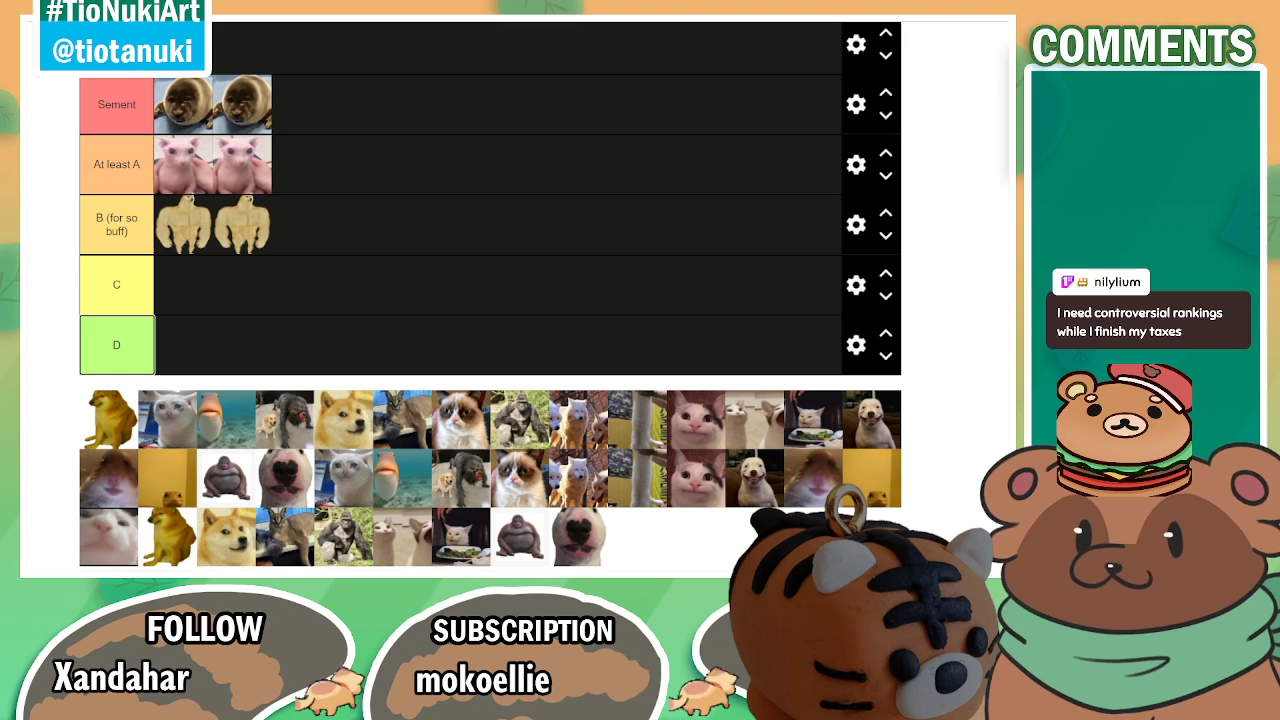 #TioNukiArt
@tiotanuki
COMMENTS
Sement
At least A
B (for so
buff)
C
D
nilylium
I need controversial rankings
while I finish my taxes
FOLLOW
Xandahar
SUBSCRIPTION
mokoellie